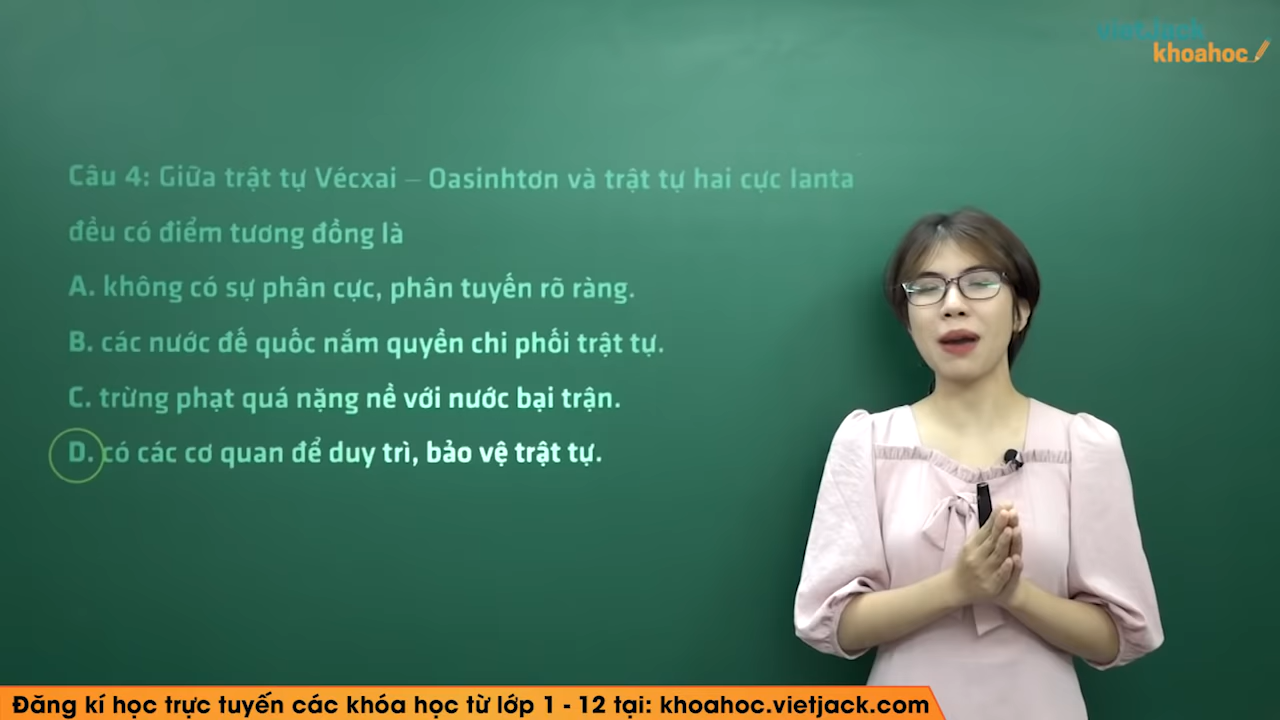 vietjack
khoahoc
Câu 4: Giữa trật tự Vécxai – Oasinhtơn và trật tự hai cực Ianta
đều có điểm tương đồng là
A. không có sự phân cực, phân tuyến rõ ràng.
B. các nước đế quốc nắm quyền chi phối trật tự.
C. trừng phạt quá nặng nề với nước bại trận.
D. có các cơ quan để duy trì, bảo vệ trật tự.
Đăng kí học trực tuyến các khóa học từ lớp 1 - 12 tại: khoahoc.vietjack.com